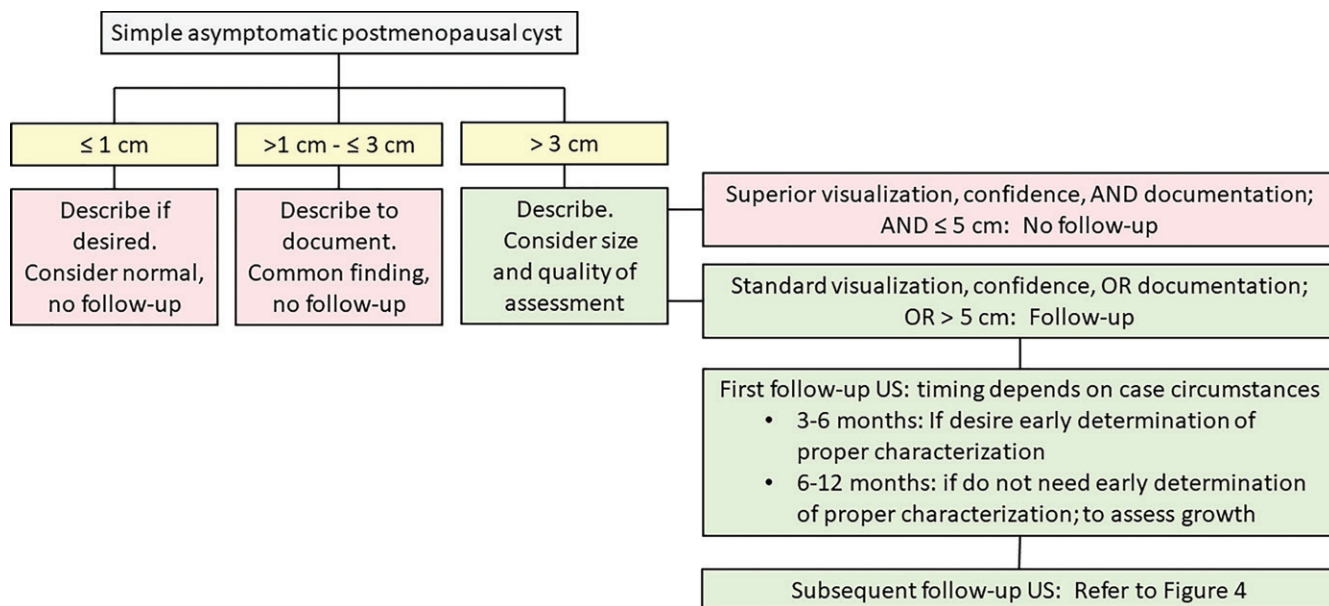 Simple asymptomatic postmenopausal cyst
≤ 1 cm
>1 cm - ≤ 3 cm
> 3 cm
Describe if
desired.
Consider normal,
no follow-up
Describe to
document.
Common finding,
no follow-up
Describe.
Consider size
and quality of
assessment
Superior visualization, confidence, AND documentation;
AND ≤ 5 cm: No follow-up
Standard visualization, confidence, OR documentation;
OR > 5 cm: Follow-up
First follow-up US: timing depends on case circumstances
• 3-6 months: If desire early determination of
proper characterization
• 6-12 months: if do not need early determination
of proper characterization; to assess growth
Subsequent follow-up US: Refer to Figure 4